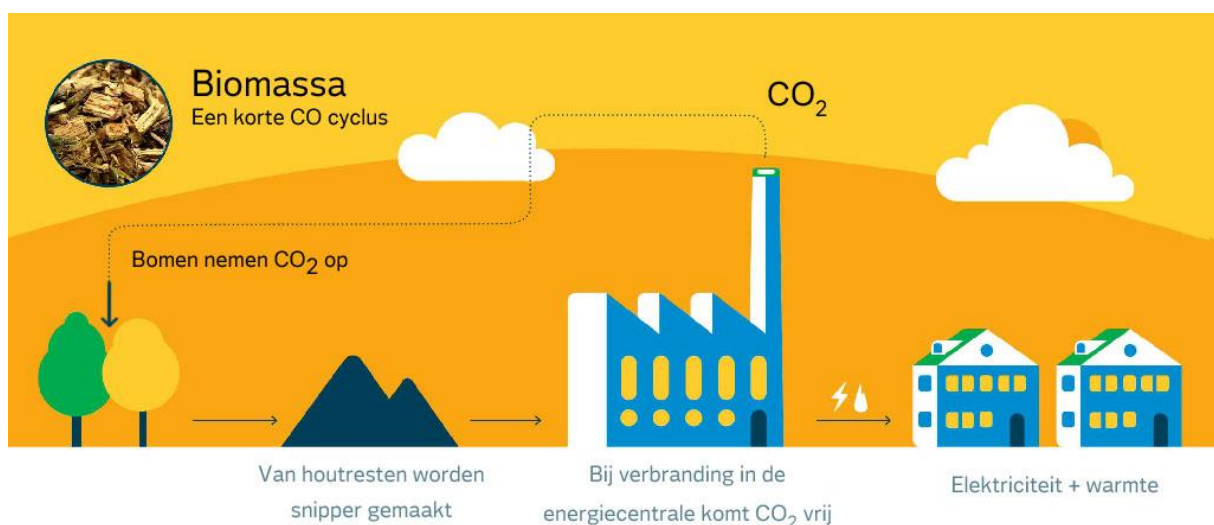 Biomassa
Een korte CO cyclus
CO₂
Bomen nemen CO₂ op
Van houtresten worden
snipper gemaakt
Bij verbranding in de
energiecentrale komt CO₂ vrij
Elektriciteit + warmte